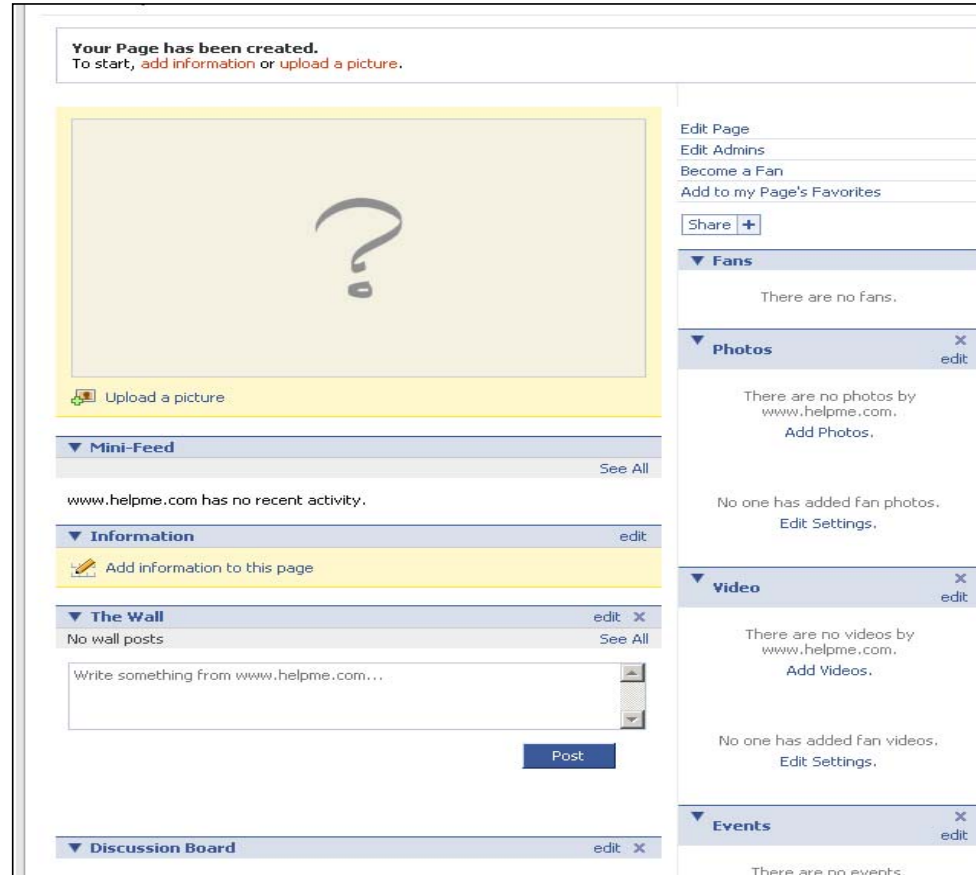 Your Page has been created.
To start, add information or upload a picture.
Upload a picture
Mini-Feed
See All
www.helpme.com has no recent activity.
Information edit
Add information to this page
The Wall edit
No wall posts See All
Write something from www.helpme.com...
Post
Discussion Board edit
Edit Page
Edit Admins
Become a Fan
Add to my Page's Favorites
Share +
Fans
There are no fans.
Photos
edit
There are no photos by
www.helpme.com.
Add Photos.
No one has added fan photos.
Edit Settings.
Video
edit
There are no videos by
www.helpme.com.
Add Videos.
No one has added fan videos.
Edit Settings.
Events
edit
There are no events